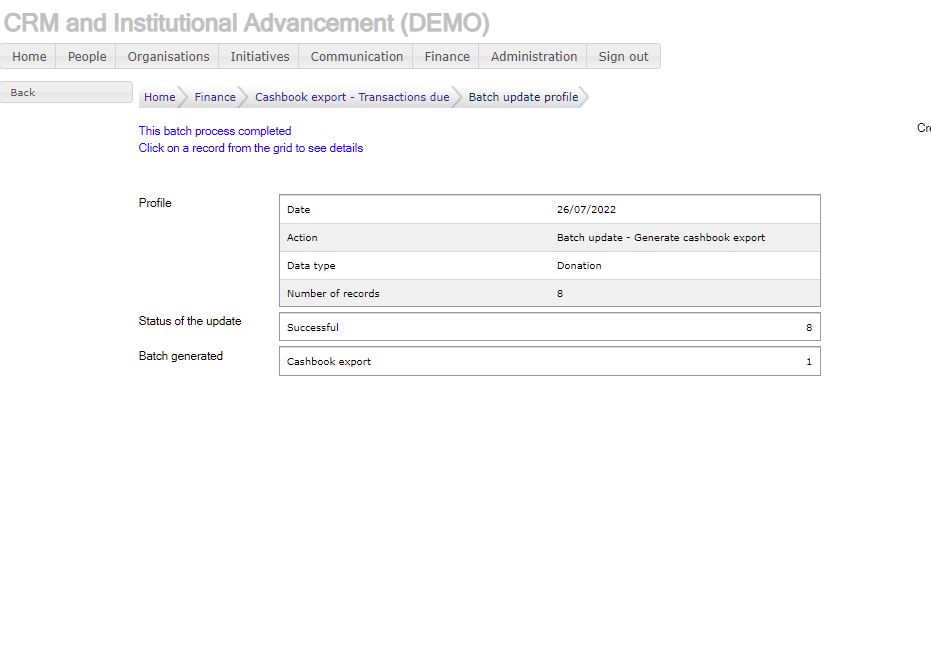 CRM and Institutional Advancement (DEMO)
Home People Organisations Initiatives Communication Finance Administration Sign out
Back
Home Finance Cashbook export - Transactions due Batch update profile
This batch process completed
Click on a record from the grid to see details
Profile
Date 26/07/2022
Action Batch update - Generate cashbook export
Data type Donation
Number of records 8
Status of the update
Successful 8
Batch generated
Cashbook export 1